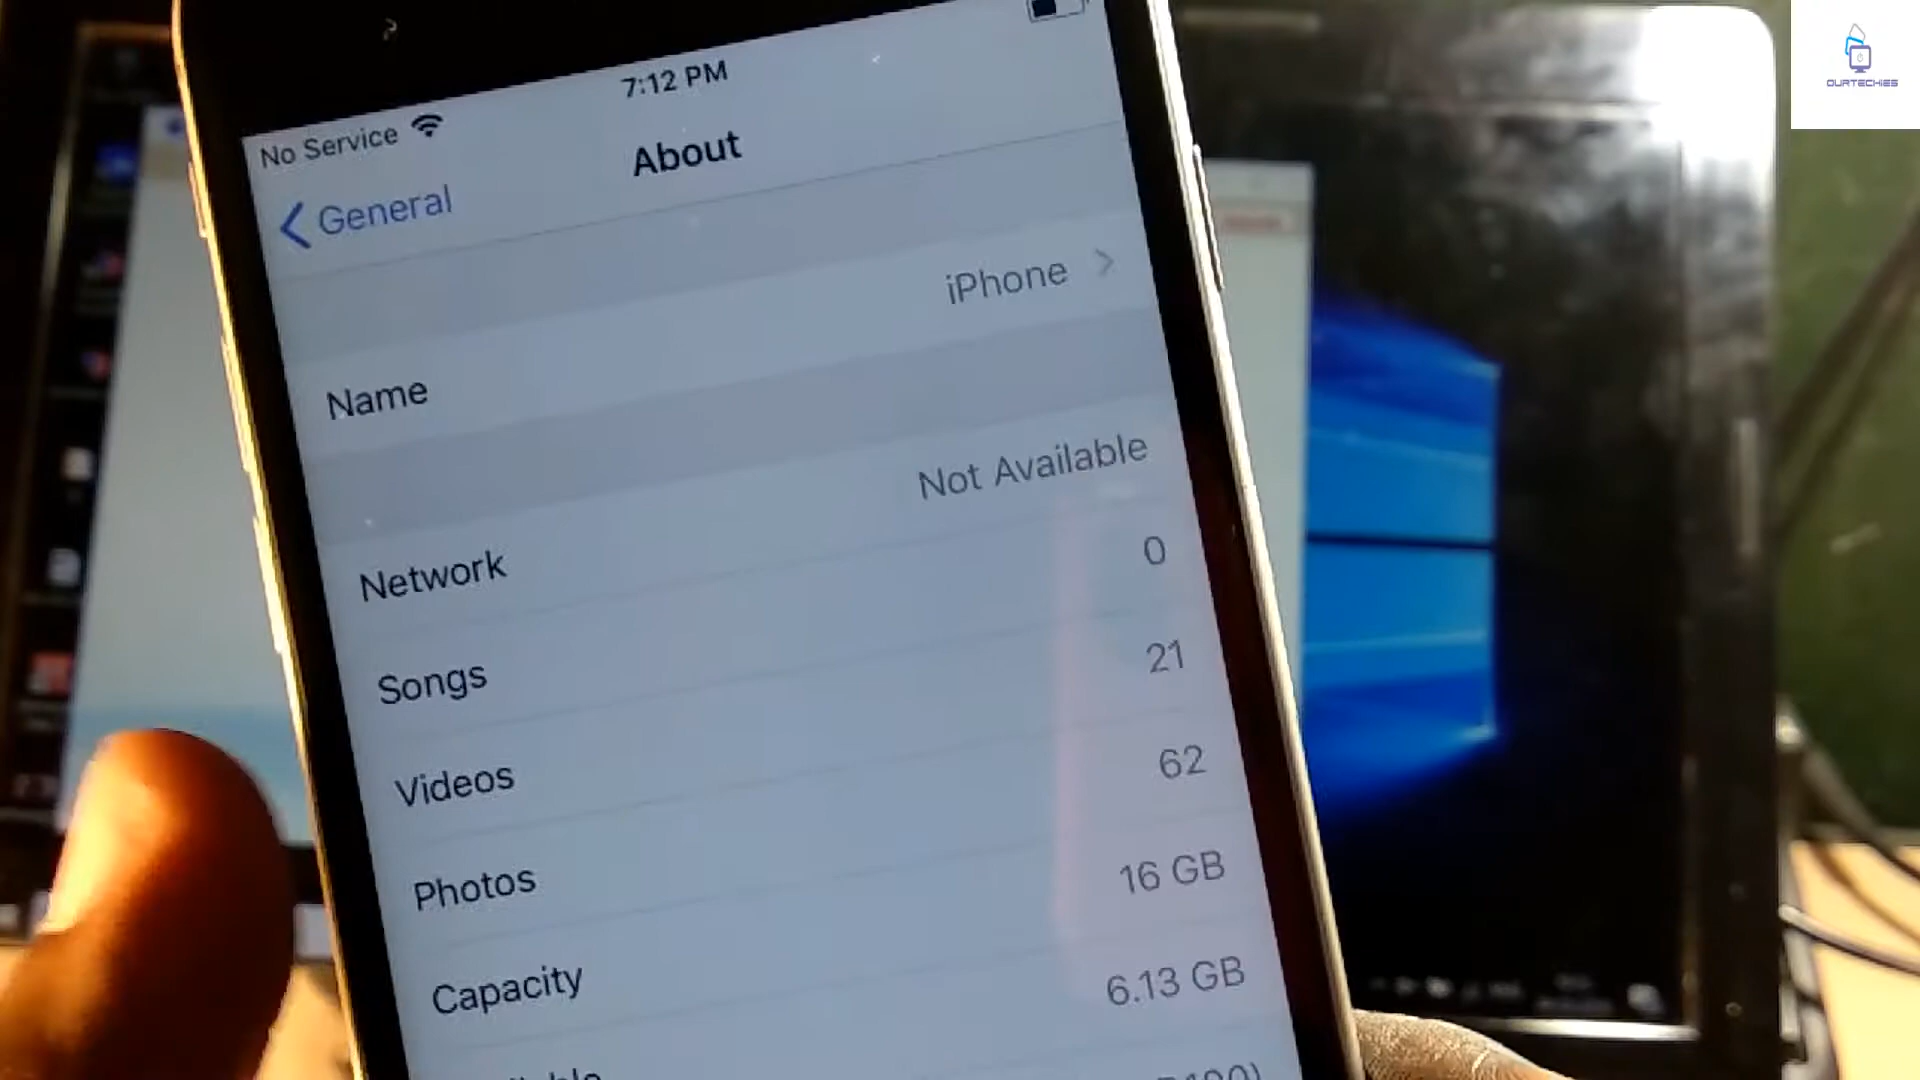 7:12 PM
No Service
About
General
iPhone
Name
Not Available
Network
0
Songs
21
Videos
62
Photos
16 GB
Capacity
6.13 GB
OURTECHIES